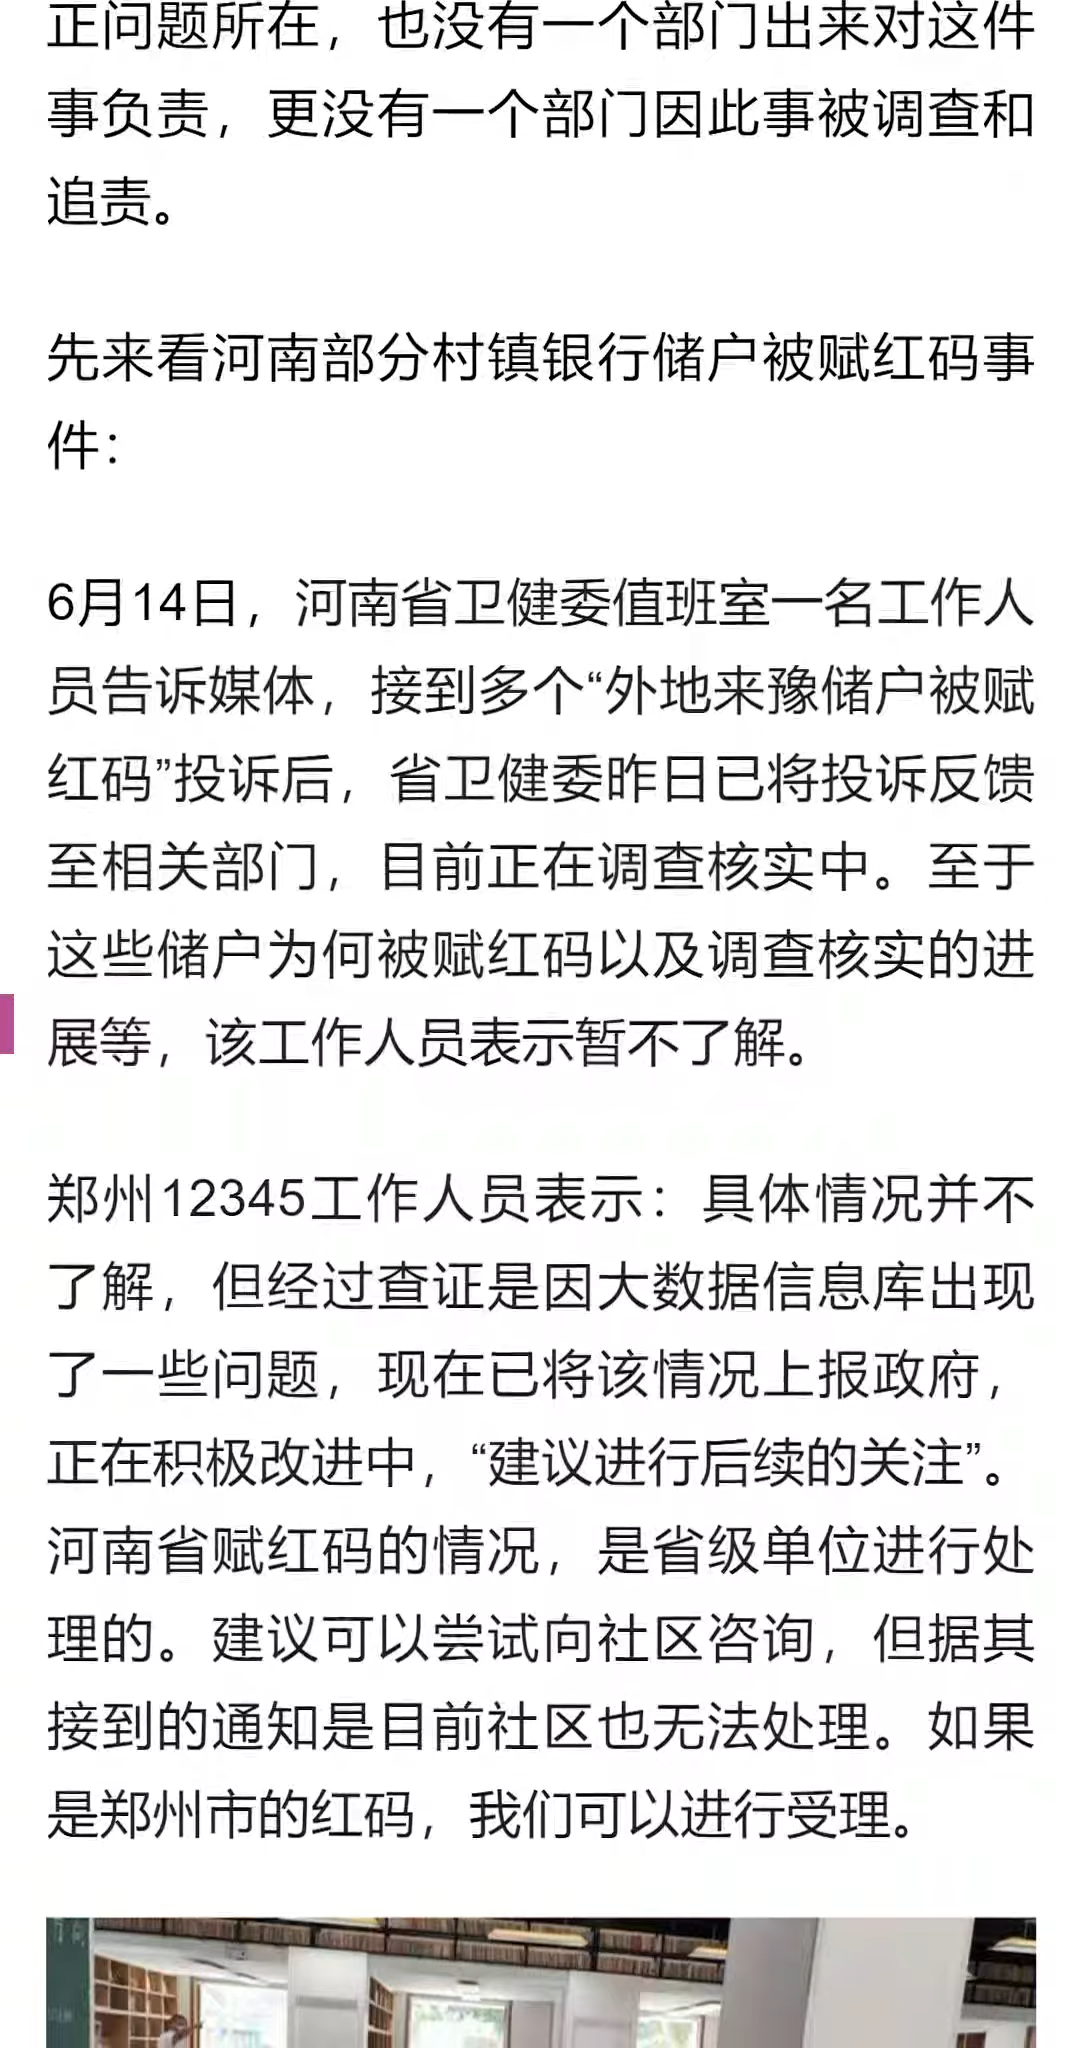 正问题所在，也没有一个部门出来对这件
事负责，更没有一个部门因此事被调查和
追责。
先来看河南部分村镇银行储户被赋红码事
件：
6月14日，河南省卫健委值班室一名工作人
员告诉媒体，接到多个“外地来豫储户被赋
红码”投诉后，省卫健委昨日已将投诉反馈
至相关部门，目前正在调查核实中。至于
这些储户为何被赋红码以及调查核实的进
展等，该工作人员表示暂不了解。
郑州12345工作人员表示：具体情况并不
了解，但经过查证是因大数据信息库出现
了一些问题，现在已将该情况上报政府，
正在积极改进中，“建议进行后续的关注”。
河南省赋红码的情况，是省级单位进行处
理的。建议可以尝试向社区咨询，但据其
接到的通知是目前社区也无法处理。如果
是郑州市的红码，我们可以进行受理。